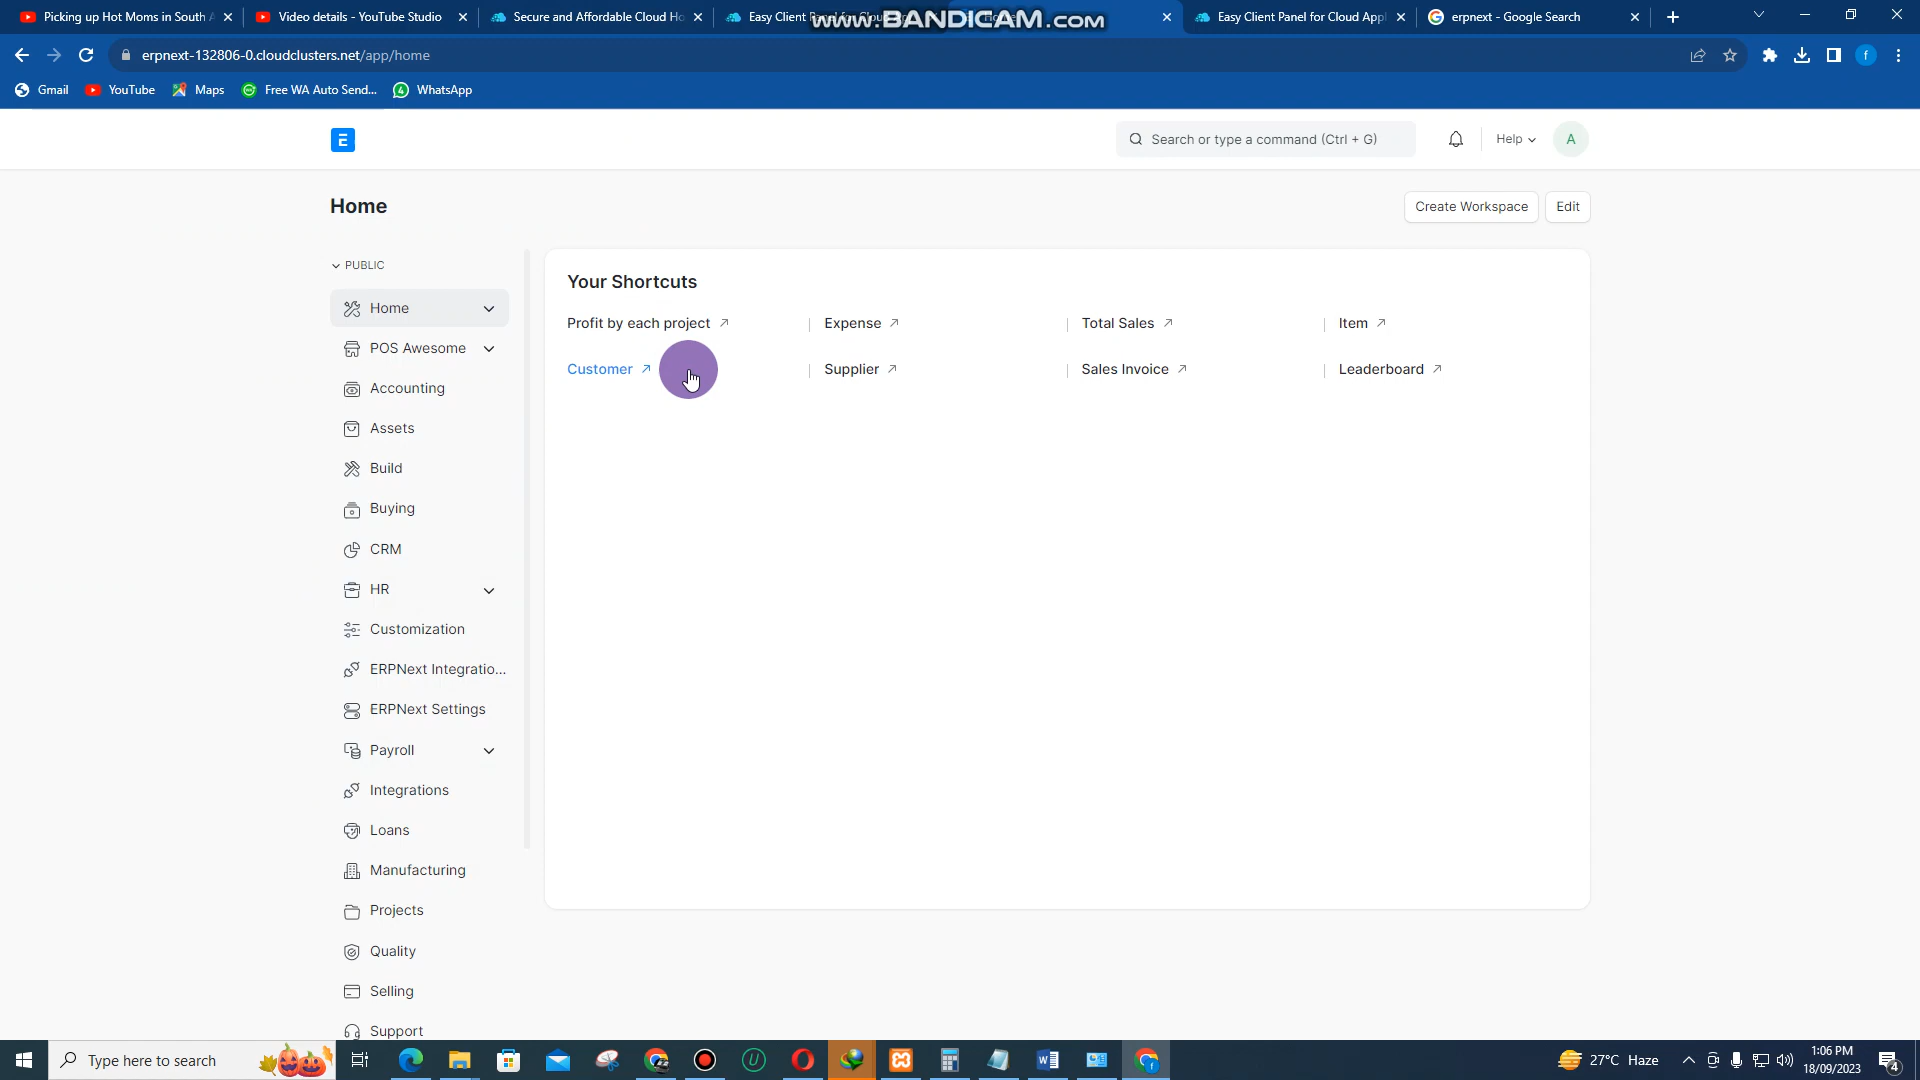 Picking up Hot Moms in South A
Video details - YouTube Studio
Secure and Affordable Cloud Ho
Easy Client Panel for Cloud
www.BANDICAM.com
Easy Client Panel for Cloud Appl
erpnext - Google Search
erpnext-132806-0.cloudclusters.net/app/home
f
Gmail
YouTube
Maps
Free WA Auto Send...
WhatsApp
E
Search or type a command (Ctrl + G)
Help
A
Home
Create Workspace
Edit
PUBLIC
Home
POS Awesome
Accounting
Assets
Build
Buying
CRM
HR
Customization
ERPNext Integratio...
ERPNext Settings
Payroll
Integrations
Loans
Manufacturing
Projects
Quality
Selling
Support
Your Shortcuts
Profit by each project
Expense
Total Sales
Item
Customer
Supplier
Sales Invoice
Leaderboard
Type here to search
27°C Haze
1:06 PM
18/09/2023
4